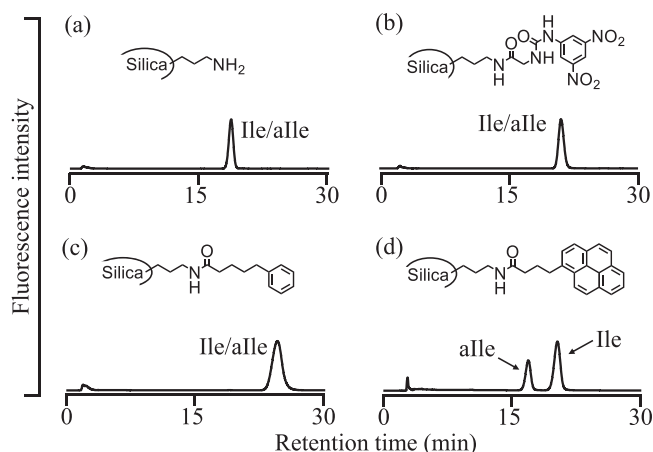 Fluorescence intensity
(a)
Silica
NH2
Ile/aIle
0 15 30
(b)
Silica
N
H
O
N
H
O
H
N
NO2
NO2
Ile/aIle
0 15 30
(c)
Silica
N
H
O
Ile/aIle
0 15 30
(d)
Silica
N
H
O
aIle
Ile
0 15 30
Retention time (min)